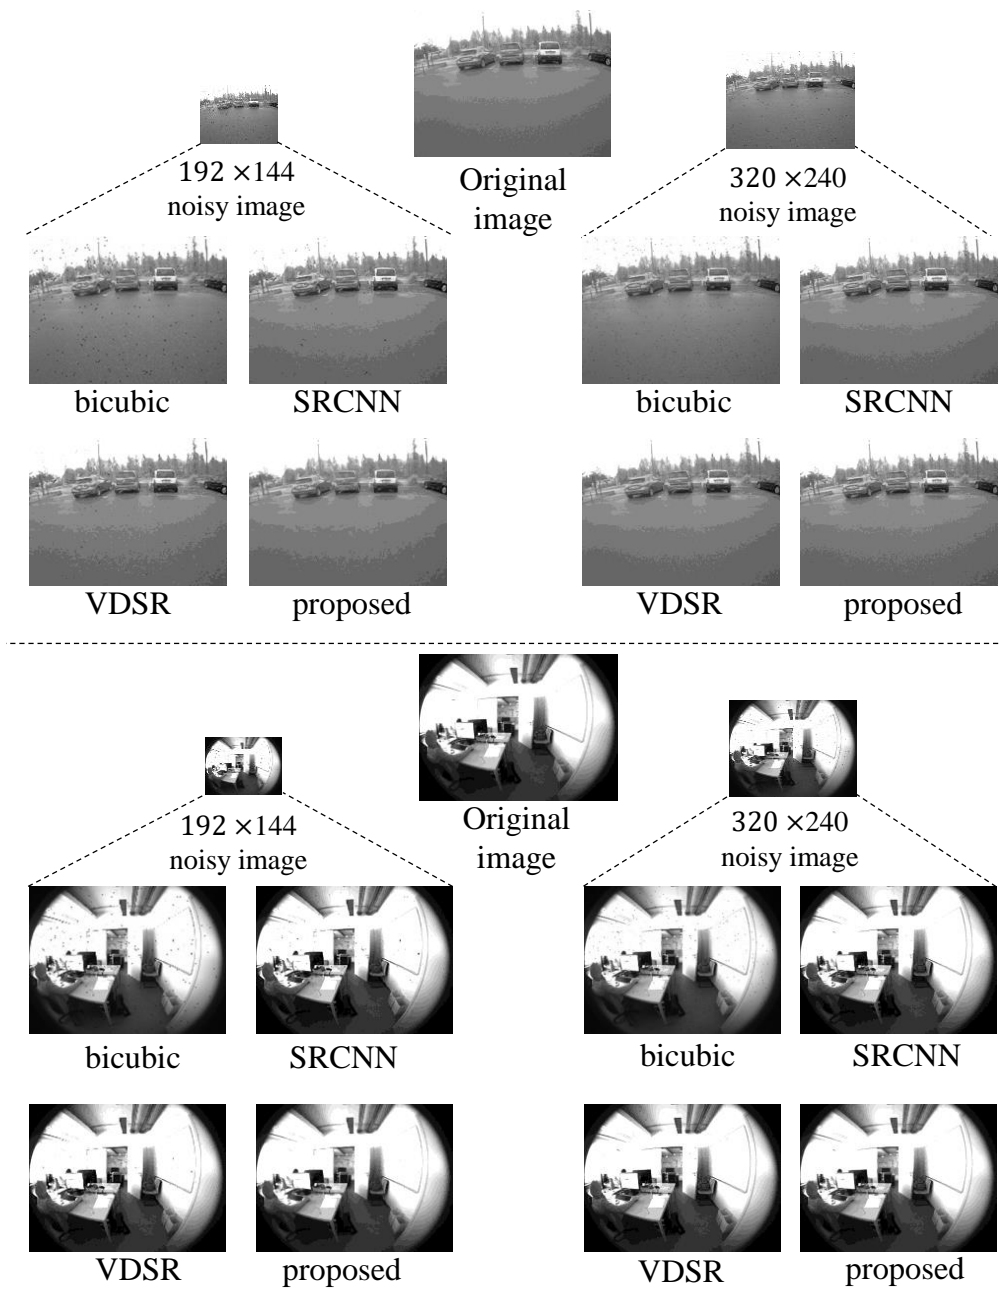 192 ×144
noisy image
Original
image
320 ×240
noisy image
bicubic
SRCNN
bicubic
SRCNN
VDSR
proposed
VDSR
proposed
192 ×144
noisy image
Original
image
320 ×240
noisy image
bicubic
SRCNN
bicubic
SRCNN
VDSR
proposed
VDSR
proposed